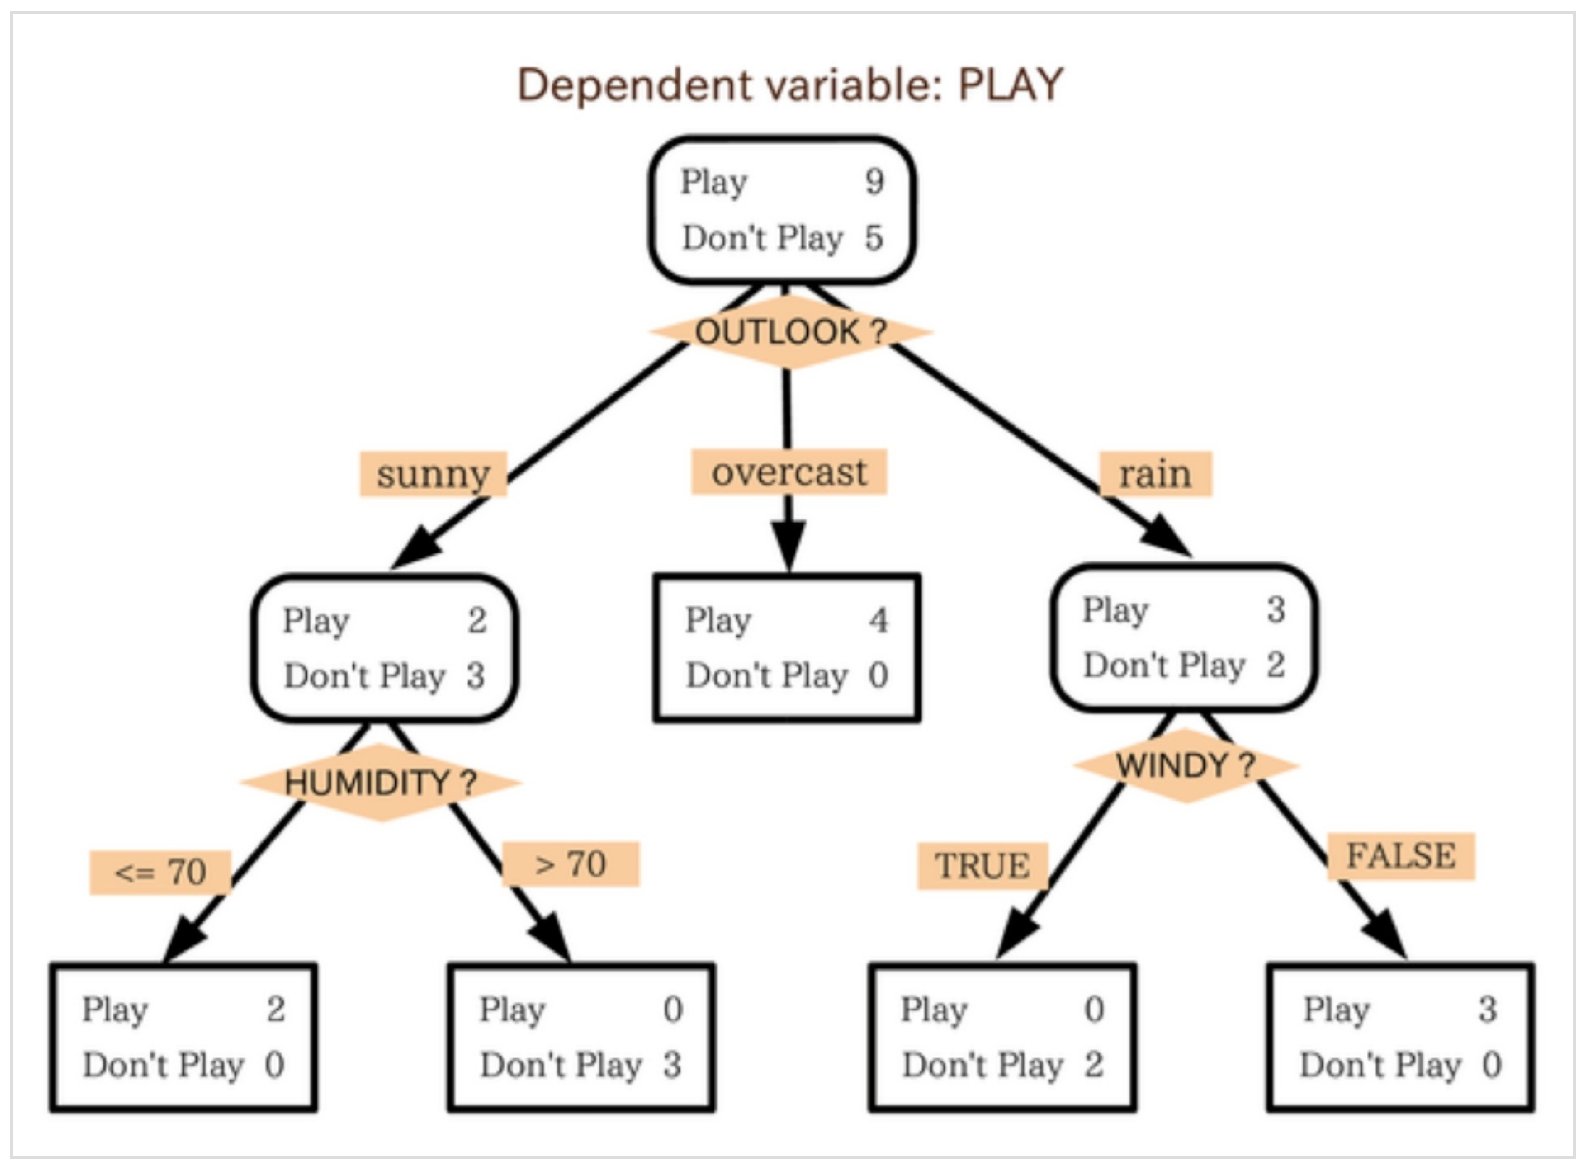 Dependent variable: PLAY
Play 9
Don't Play 5
OUTLOOK ?
sunny
overcast
rain
Play 2
Don't Play 3
Play 4
Don't Play 0
Play 3
Don't Play 2
HUMIDITY ?
WINDY ?
<= 70
> 70
TRUE
FALSE
Play 2
Don't Play 0
Play 0
Don't Play 3
Play 0
Don't Play 2
Play 3
Don't Play 0